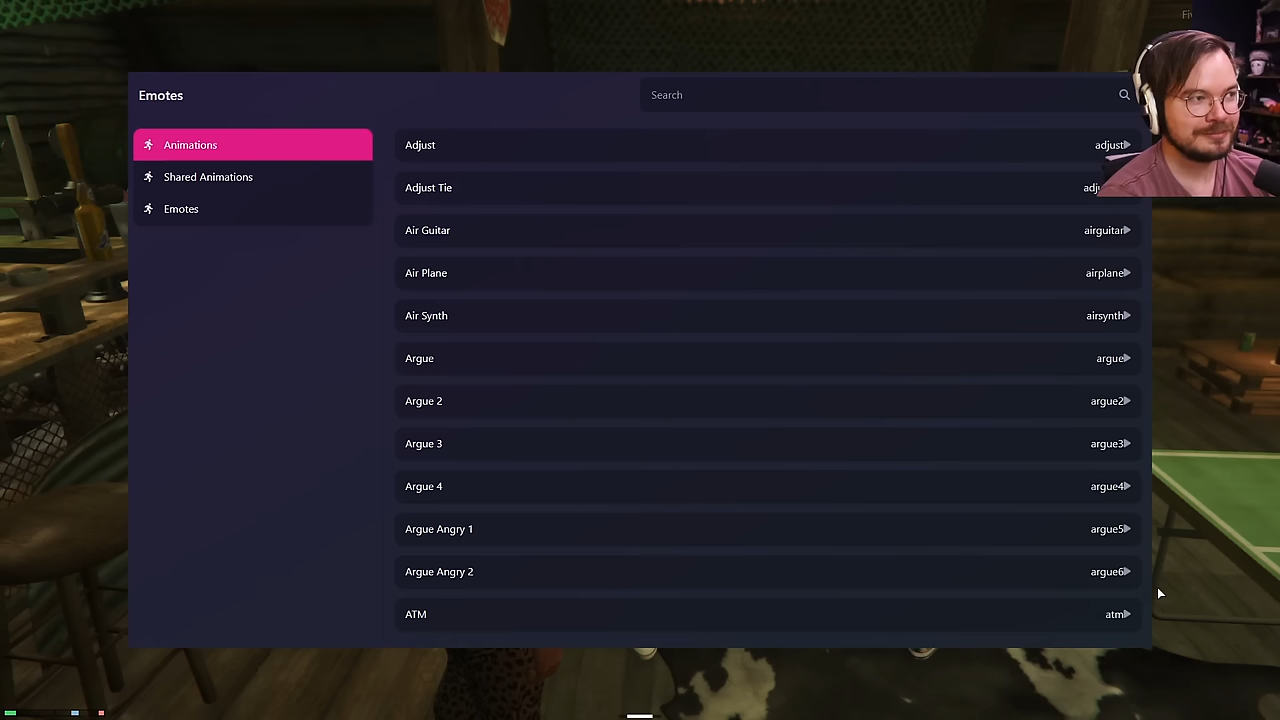 Emotes
Search
Animations
Shared Animations
Emotes
Adjust adjust
Adjust Tie
Air Guitar airguitar
Air Plane airplane
Air Synth airsynth
Argue argue
Argue 2 argue2
Argue 3 argue3
Argue 4 argue4
Argue Angry 1 argue5
Argue Angry 2 argue6
ATM atm